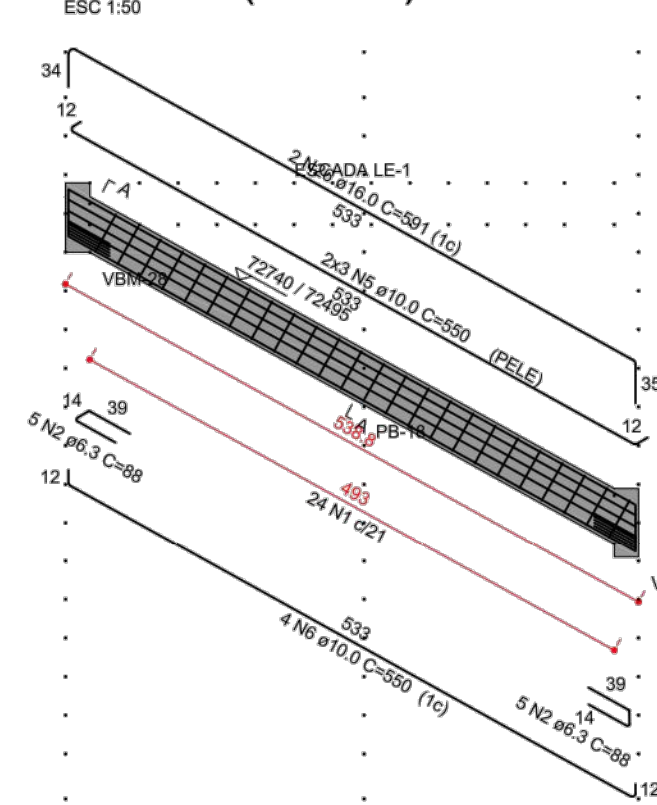 ESC 1:50
34
12
ESCADA LE-1
ø16.0 C=591 (1c)
533
Γ A
2x3 N5 ø10.0 C=550 (PELE)
533
72740 / 72495
VBM-28
35
12
14
39
5 N2 ø6.3 C=88
A
PB-18
538.8
493
24 N1 c/21
12
533
4 N6 ø10.0 C=550 (1c)
39
14
5 N2 ø6.3 C=88
12